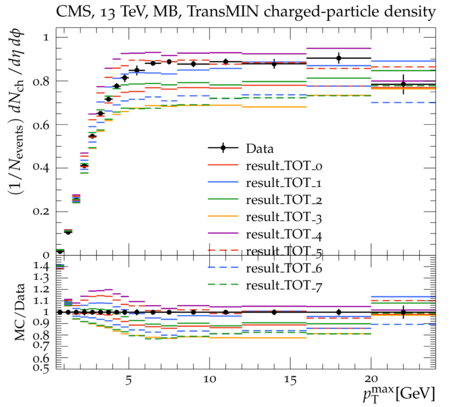 CMS, 13 TeV, MB, TransMIN charged-particle density
(1/N_events) dN_ch/dη dφ
1
0.8
0.6
0.4
0.2
0
Data
result_TOT_0
result_TOT_1
result_TOT_2
result_TOT_3
result_TOT_4
result_TOT_5
result_TOT_6
result_TOT_7
MC/Data
1.4
1.3
1.2
1.1
1.0
0.9
0.8
0.7
0.6
0.5
5
10
15
20
p_T^max[GeV]